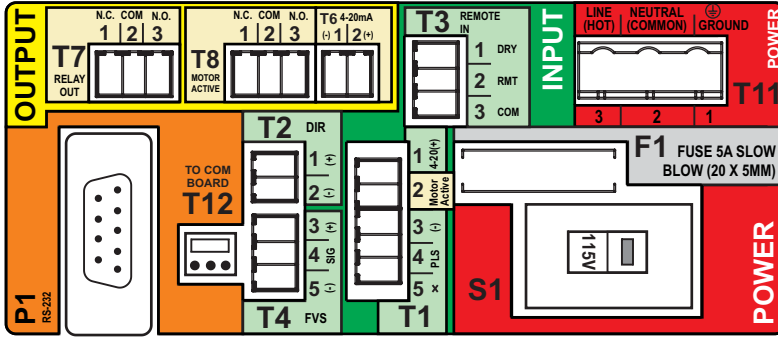 OUTPUT
N.C. COM N.O.
1 2 3
T7
RELAY
OUT
N.C. COM N.O.
1 2 3
T8
MOTOR
ACTIVE
T6 4-20mA
(-) 1 2 (+)
T3 REMOTE
IN
1 DRY
2 RMT
3 COM
INPUT
LINE
(HOT)
NEUTRAL
(COMMON)
GROUND
POWER
T11
3 2 1
P1
RS-232
TO COM
BOARD
T12
T2 DIR
1 (+)
2 (-)
3 (+)
4 SIG
5 (-)
T4 FVS
1 4-20(+)
2 Motor
Active
3 (-)
4 PLS
5 x
T1
F1 FUSE 5A SLOW
BLOW (20 X 5MM)
115V
S1
POWER